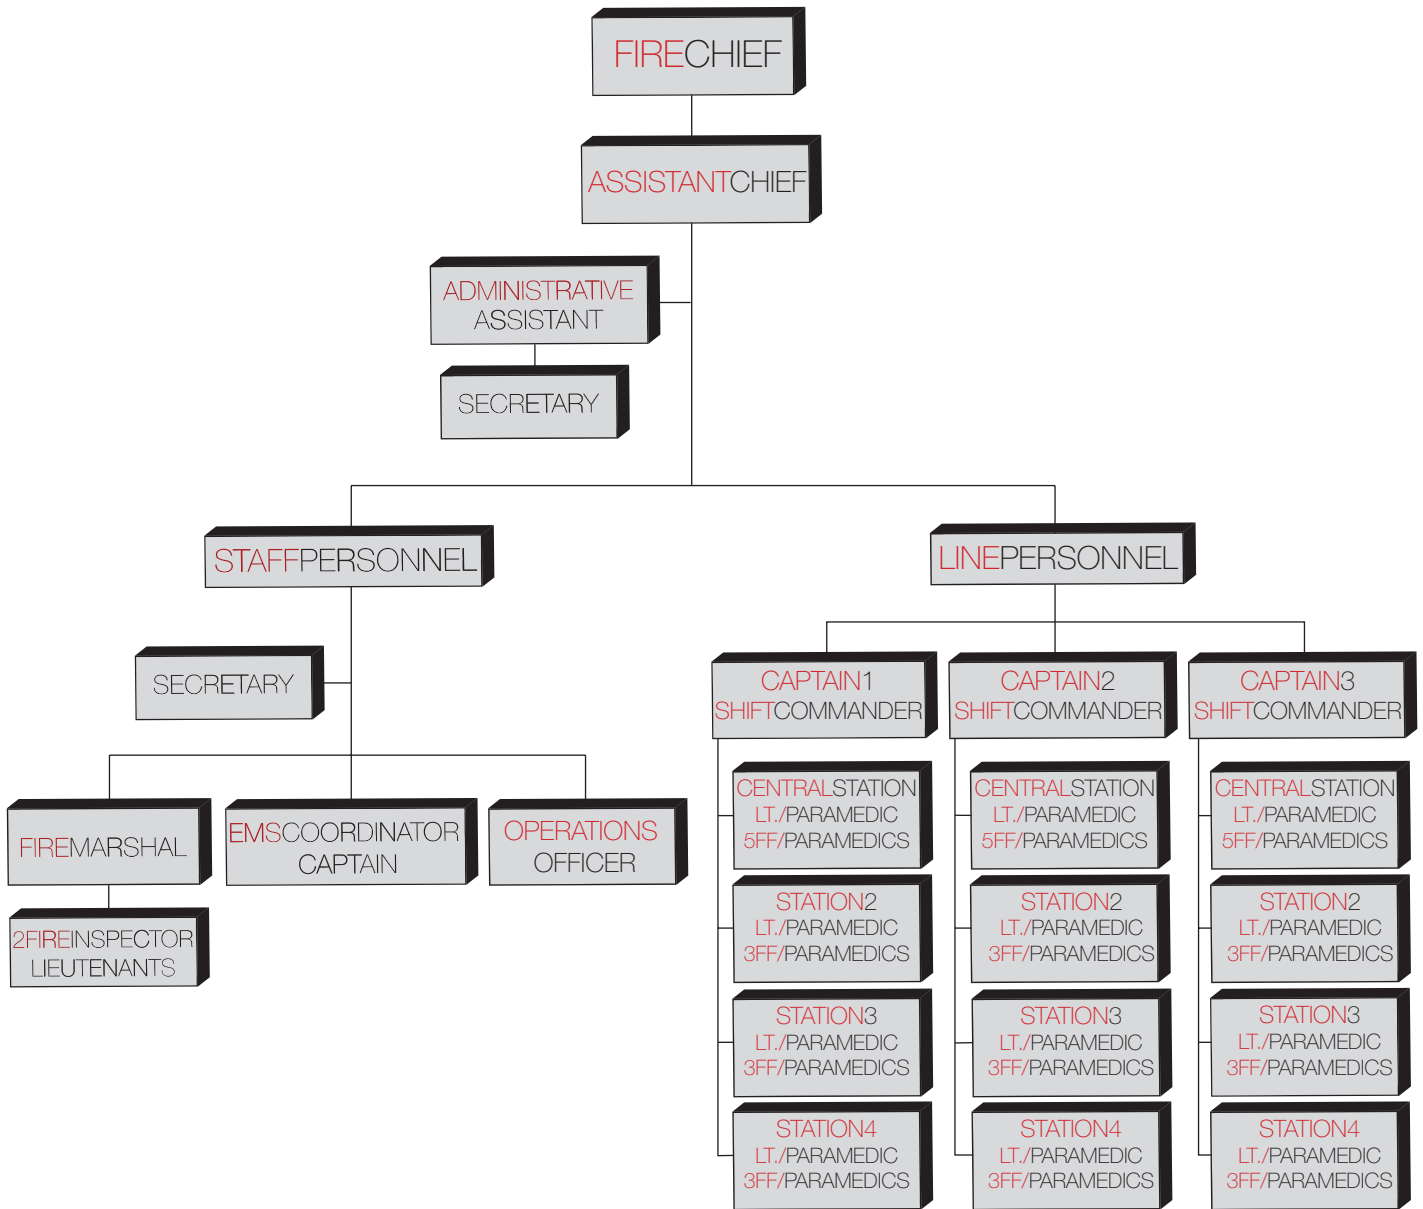 FIRECHIEF
ASSISTANTCHIEF
ADMINISTRATIVE
ASSISTANT
SECRETARY
STAFFPERSONNEL
SECRETARY
FIREMARSHAL
2FIREINSPECTOR
LIEUTENANTS
EMSCOORDINATOR
CAPTAIN
OPERATIONS
OFFICER
LINEPERSONNEL
CAPTAIN1
SHIFTCOMMANDER
CENTRALSTATION
LT./PARAMEDIC
5FF/PARAMEDICS
STATION2
LT./PARAMEDIC
3FF/PARAMEDICS
STATION3
LT./PARAMEDIC
3FF/PARAMEDICS
STATION4
LT./PARAMEDIC
3FF/PARAMEDICS
CAPTAIN2
SHIFTCOMMANDER
CENTRALSTATION
LT./PARAMEDIC
5FF/PARAMEDICS
STATION2
LT./PARAMEDIC
3FF/PARAMEDICS
STATION3
LT./PARAMEDIC
3FF/PARAMEDICS
STATION4
LT./PARAMEDIC
3FF/PARAMEDICS
CAPTAIN3
SHIFTCOMMANDER
CENTRALSTATION
LT./PARAMEDIC
5FF/PARAMEDICS
STATION2
LT./PARAMEDIC
3FF/PARAMEDICS
STATION3
LT./PARAMEDIC
3FF/PARAMEDICS
STATION4
LT./PARAMEDIC
3FF/PARAMEDICS